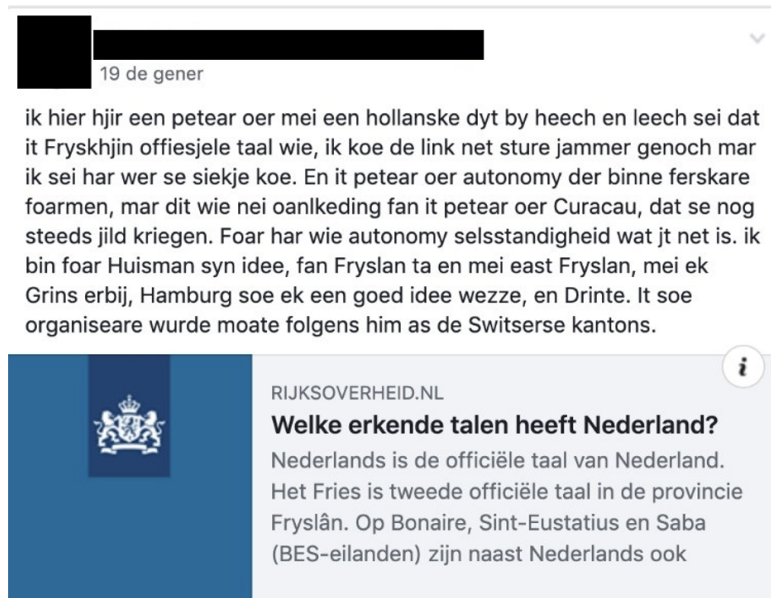 19 de gener
ik hier hjir een petear oer mei een hollanske dyt by heech en leech sei dat
it Fryskhjin offiesjele taal wie, ik koe de link net sture jammer genoch mar
ik sei har wer se siekje koe. En it petear oer autonomy der binne ferskare
foarmen, mar dit wie nei oanlkeding fan it petear oer Curacau, dat se nog
steeds jild kriegen. Foar har wie autonomy selsstandigheid wat jt net is. ik
bin foar Huisman syn idee, fan Fryslan ta en mei east Fryslan, mei ek
Grins erbij, Hamburg soe ek een goed idee wezze, en Drinte. It soe
organiseare wurde moate folgens him as de Switserse kantons.
RIJKSOVERHEID.NL
Welke erkende talen heeft Nederland?
Nederlands is de officiële taal van Nederland.
Het Fries is tweede officiële taal in de provincie
Fryslân. Op Bonaire, Sint-Eustatius en Saba
(BES-eilanden) zijn naast Nederlands ook